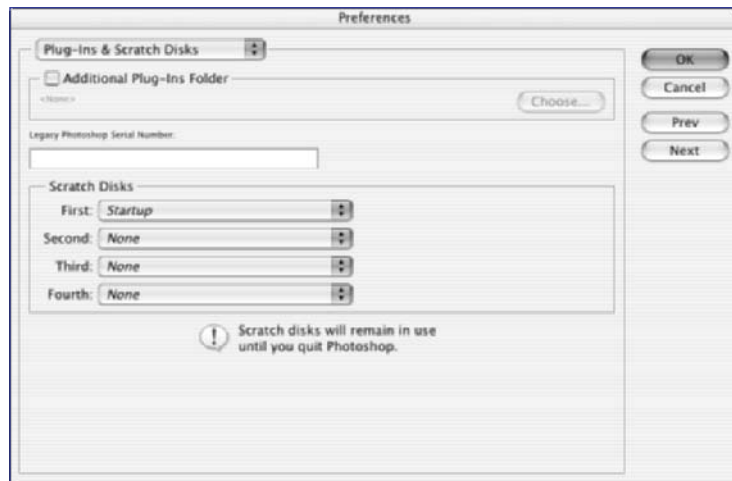 Preferences
Plug-Ins & Scratch Disks
Additional Plug-Ins Folder
<None>
Choose...
Legacy Photoshop Serial Number:
Scratch Disks
First: Startup
Second: None
Third: None
Fourth: None
! Scratch disks will remain in use
until you quit Photoshop.
OK
Cancel
Prev
Next